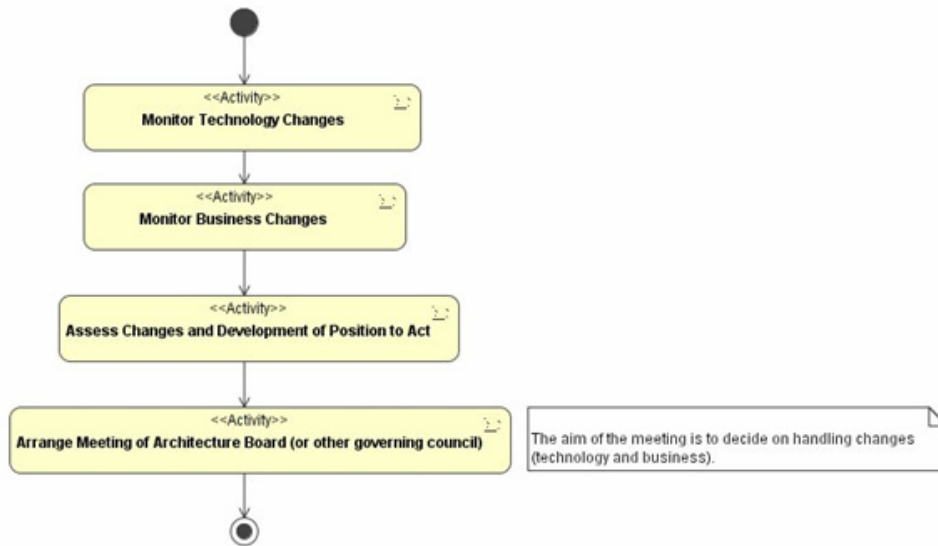 <<Activity>>
Monitor Technology Changes
<<Activity>>
Monitor Business Changes
<<Activity>>
Assess Changes and Development of Position to Act
<<Activity>>
Arrange Meeting of Architecture Board (or other governing council)
The aim of the meeting is to decide on handling changes
(technology and business).